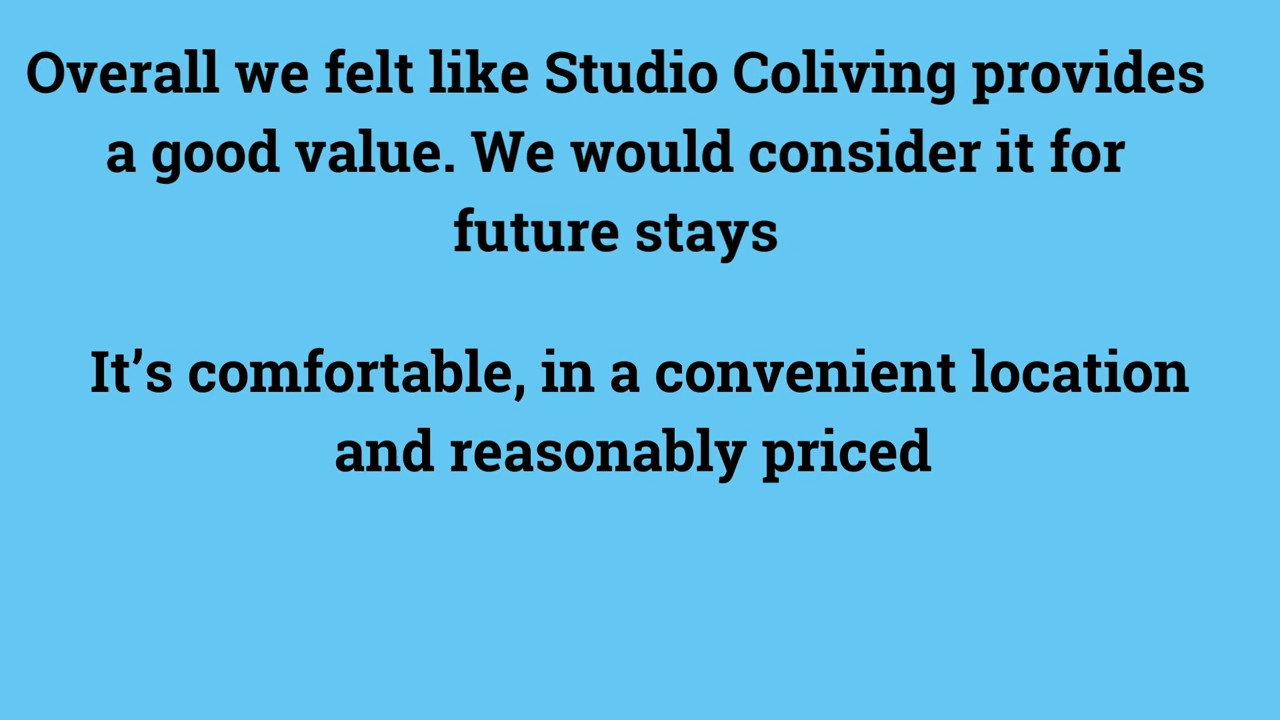 Overall we felt like Studio Coliving provides
a good value. We would consider it for
future stays
It’s comfortable, in a convenient location
and reasonably priced